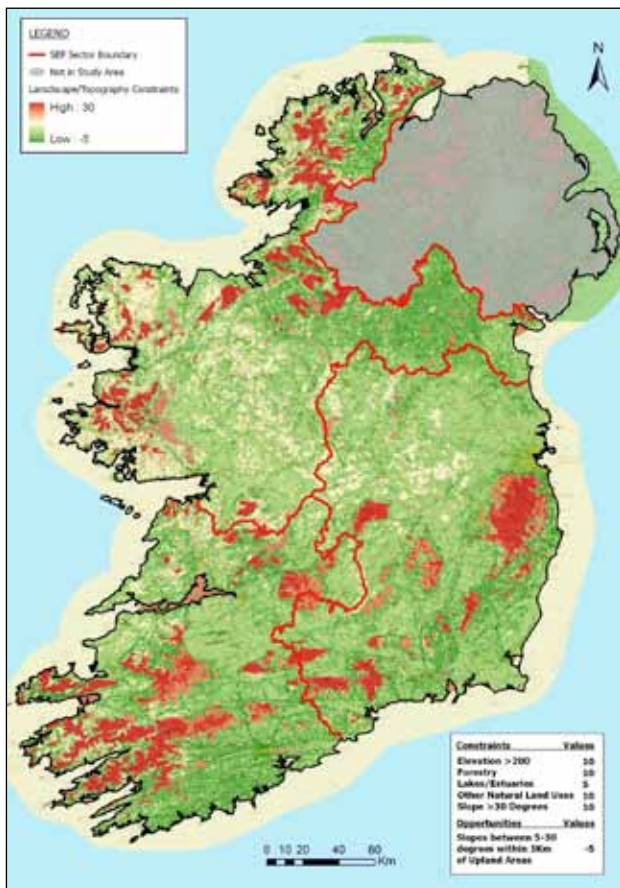 LEGEND
SEF Sector Boundary
Not in Study Area
Landscape/Topography Constraints
High : 30
Low : -5
N
0 10 20 40 60
Km
Constraints Values
Elevation >200 10
Forestry 10
Lakes/Estuaries 5
Other Natural Land Uses 10
Slope >30 Degrees 10
Opportunities Values
Slopes between 5-30
degrees within 3Km -5
of Upland Areas